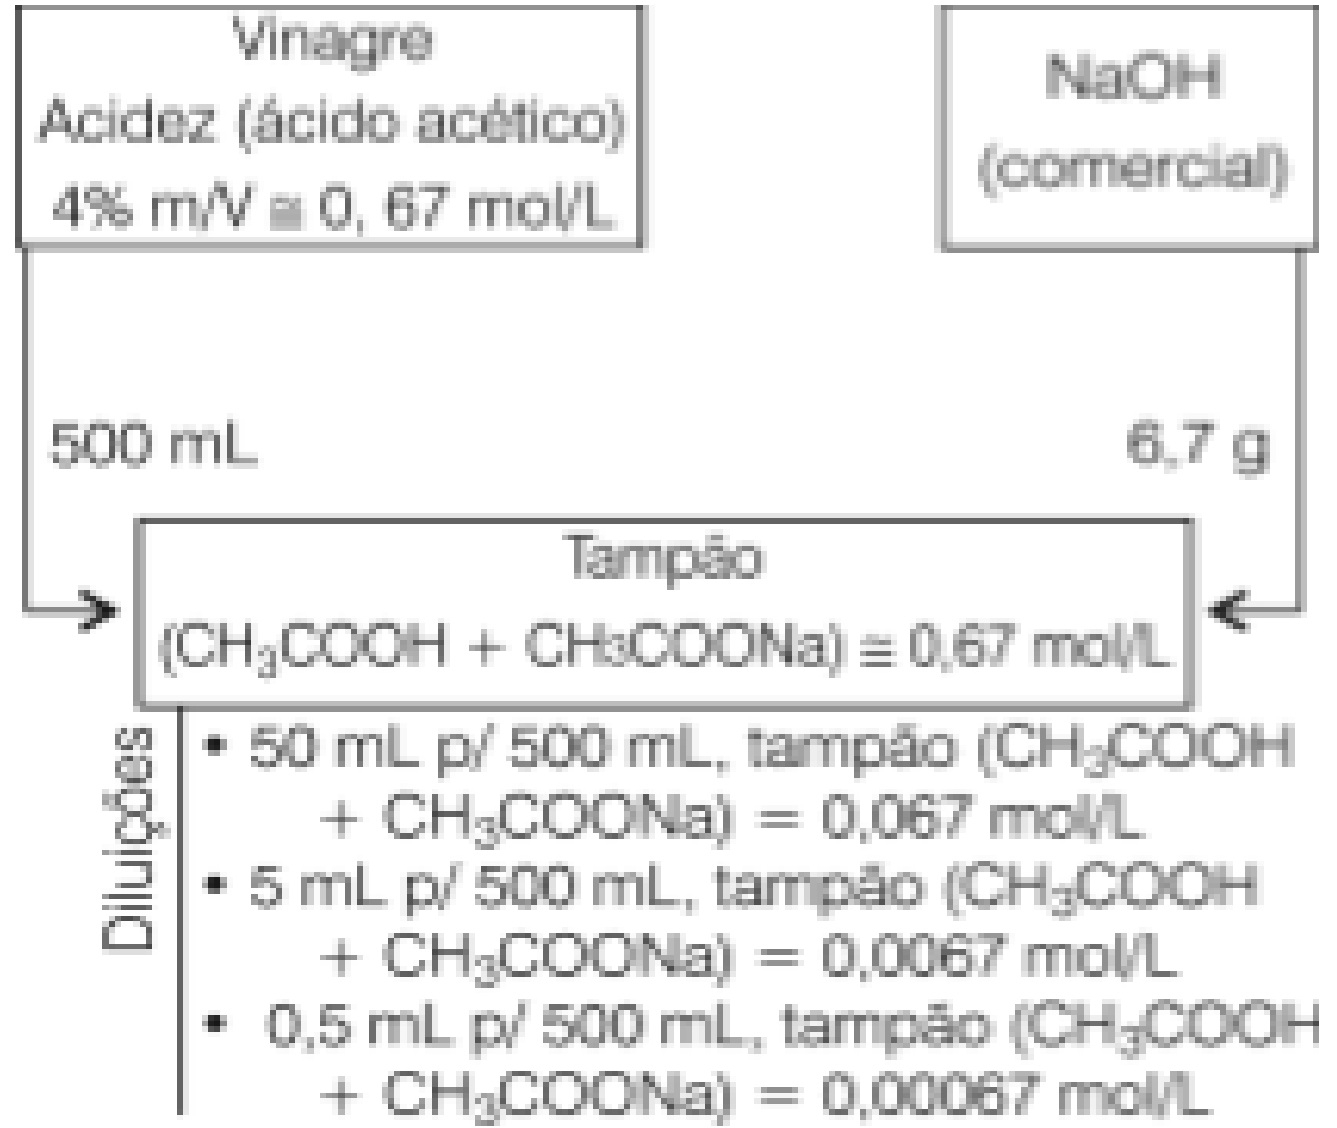 Vinagre
Acidez (ácido acético)
4% m/V ≅ 0, 67 mol/L
NaOH
(comercial)
500 mL
6,7 g
Tampão
(CH₃COOH + CH₃COONa) ≅ 0,67 mol/L
Diluições
• 50 mL p/ 500 mL, tampão (CH₃COOH
+ CH₃COONa) = 0,067 mol/L
• 5 mL p/ 500 mL, tampão (CH₃COOH
+ CH₃COONa) = 0,0067 mol/L
• 0,5 mL p/ 500 mL, tampão (CH₃COOH
+ CH₃COONa) = 0,00067 mol/L